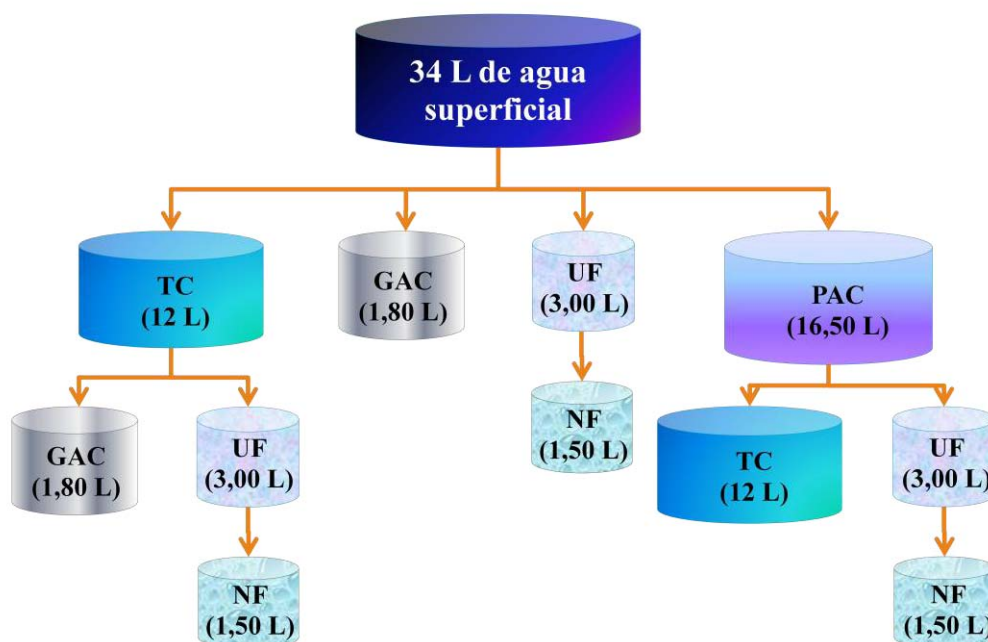 34 L de agua
superficial
TC
(12 L)
GAC
(1,80 L)
UF
(3,00 L)
PAC
(16,50 L)
GAC
(1,80 L)
UF
(3,00 L)
NF
(1,50 L)
TC
(12 L)
UF
(3,00 L)
NF
(1,50 L)
NF
(1,50 L)